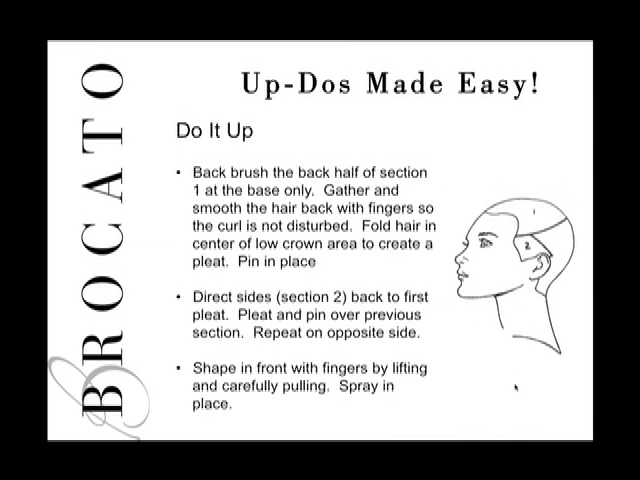 BROCATO
Up-Dos Made Easy!
Do It Up
• Back brush the back half of section
1 at the base only. Gather and
smooth the hair back with fingers so
the curl is not disturbed. Fold hair in
center of low crown area to create a
pleat. Pin in place
• Direct sides (section 2) back to first
pleat. Pleat and pin over previous
section. Repeat on opposite side.
• Shape in front with fingers by lifting
and carefully pulling. Spray in
place.
1
2